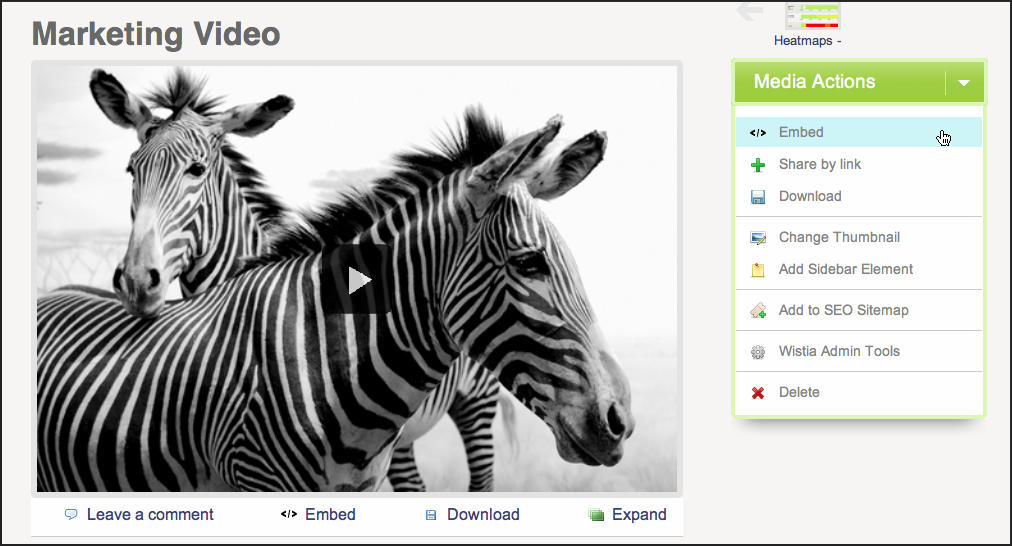 Marketing Video
Heatmaps -
Media Actions
Embed
Share by link
Download
Change Thumbnail
Add Sidebar Element
Add to SEO Sitemap
Wistia Admin Tools
Delete
Leave a comment
Embed
Download
Expand